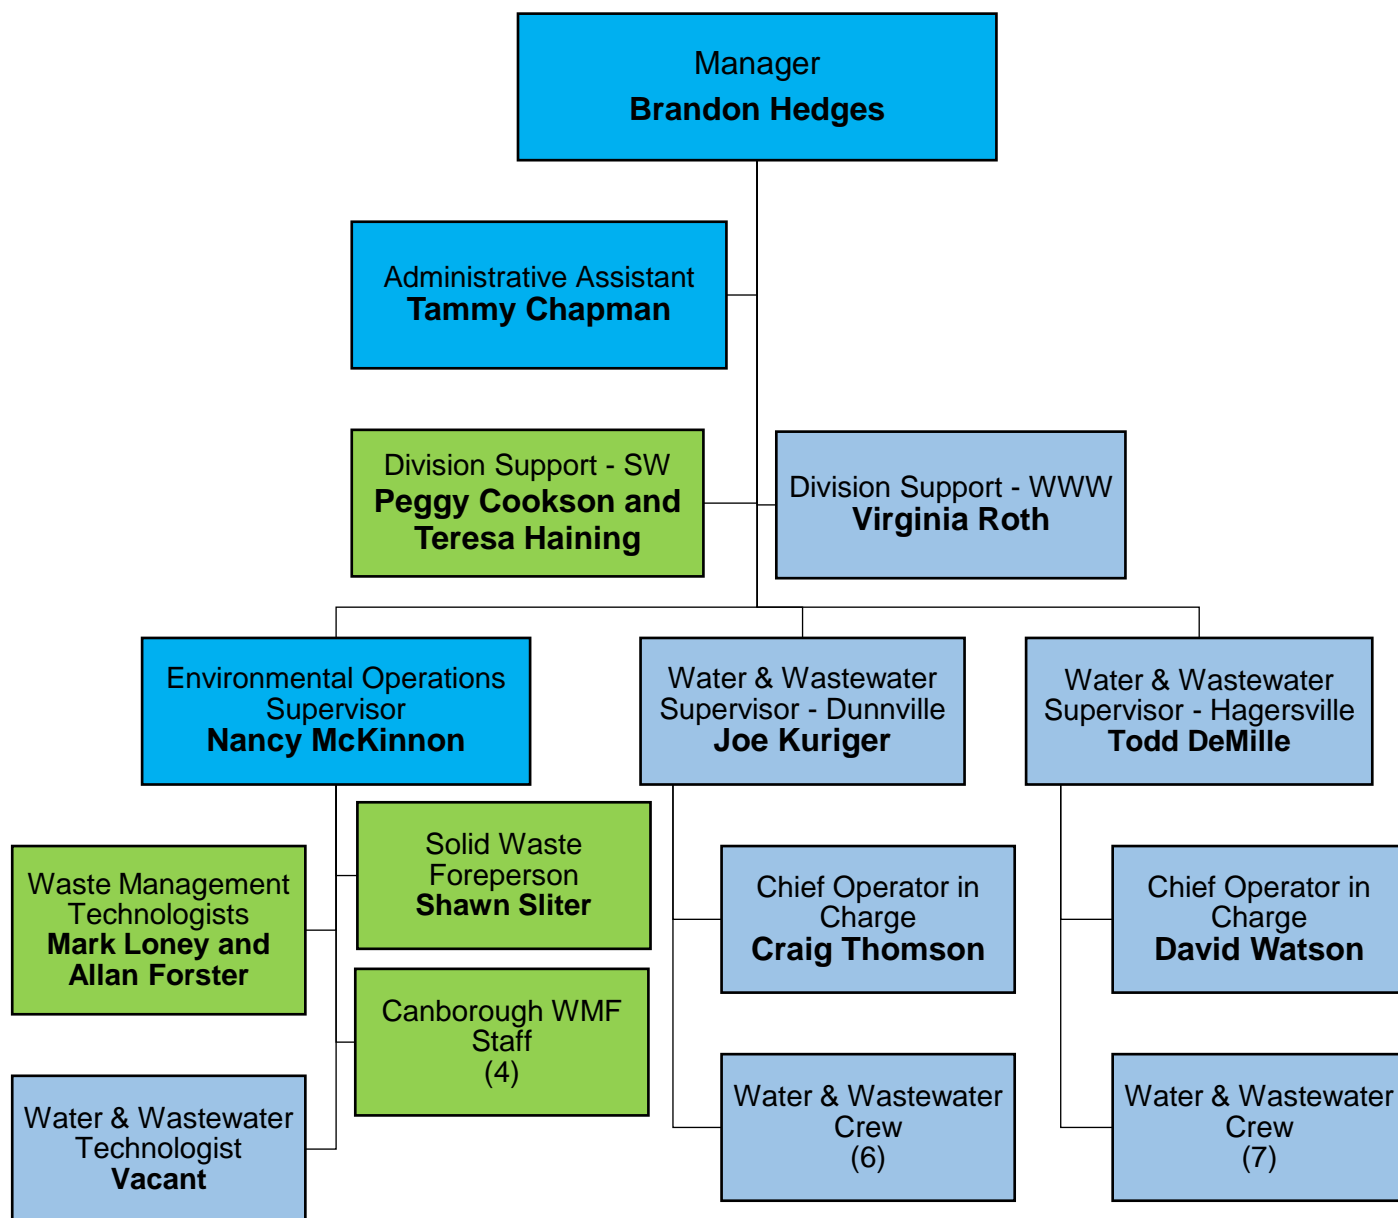 Manager
Brandon Hedges
Administrative Assistant
Tammy Chapman
Division Support - SW
Peggy Cookson and
Teresa Haining
Division Support - WWW
Virginia Roth
Environmental Operations
Supervisor
Nancy McKinnon
Water & Wastewater
Supervisor - Dunnville
Joe Kuriger
Water & Wastewater
Supervisor - Hagersville
Todd DeMille
Waste Management
Technologists
Mark Loney and
Allan Forster
Solid Waste
Foreperson
Shawn Sliter
Chief Operator in
Charge
Craig Thomson
Chief Operator in
Charge
David Watson
Canborough WMF
Staff
(4)
Water & Wastewater
Technologist
Vacant
Water & Wastewater
Crew
(6)
Water & Wastewater
Crew
(7)